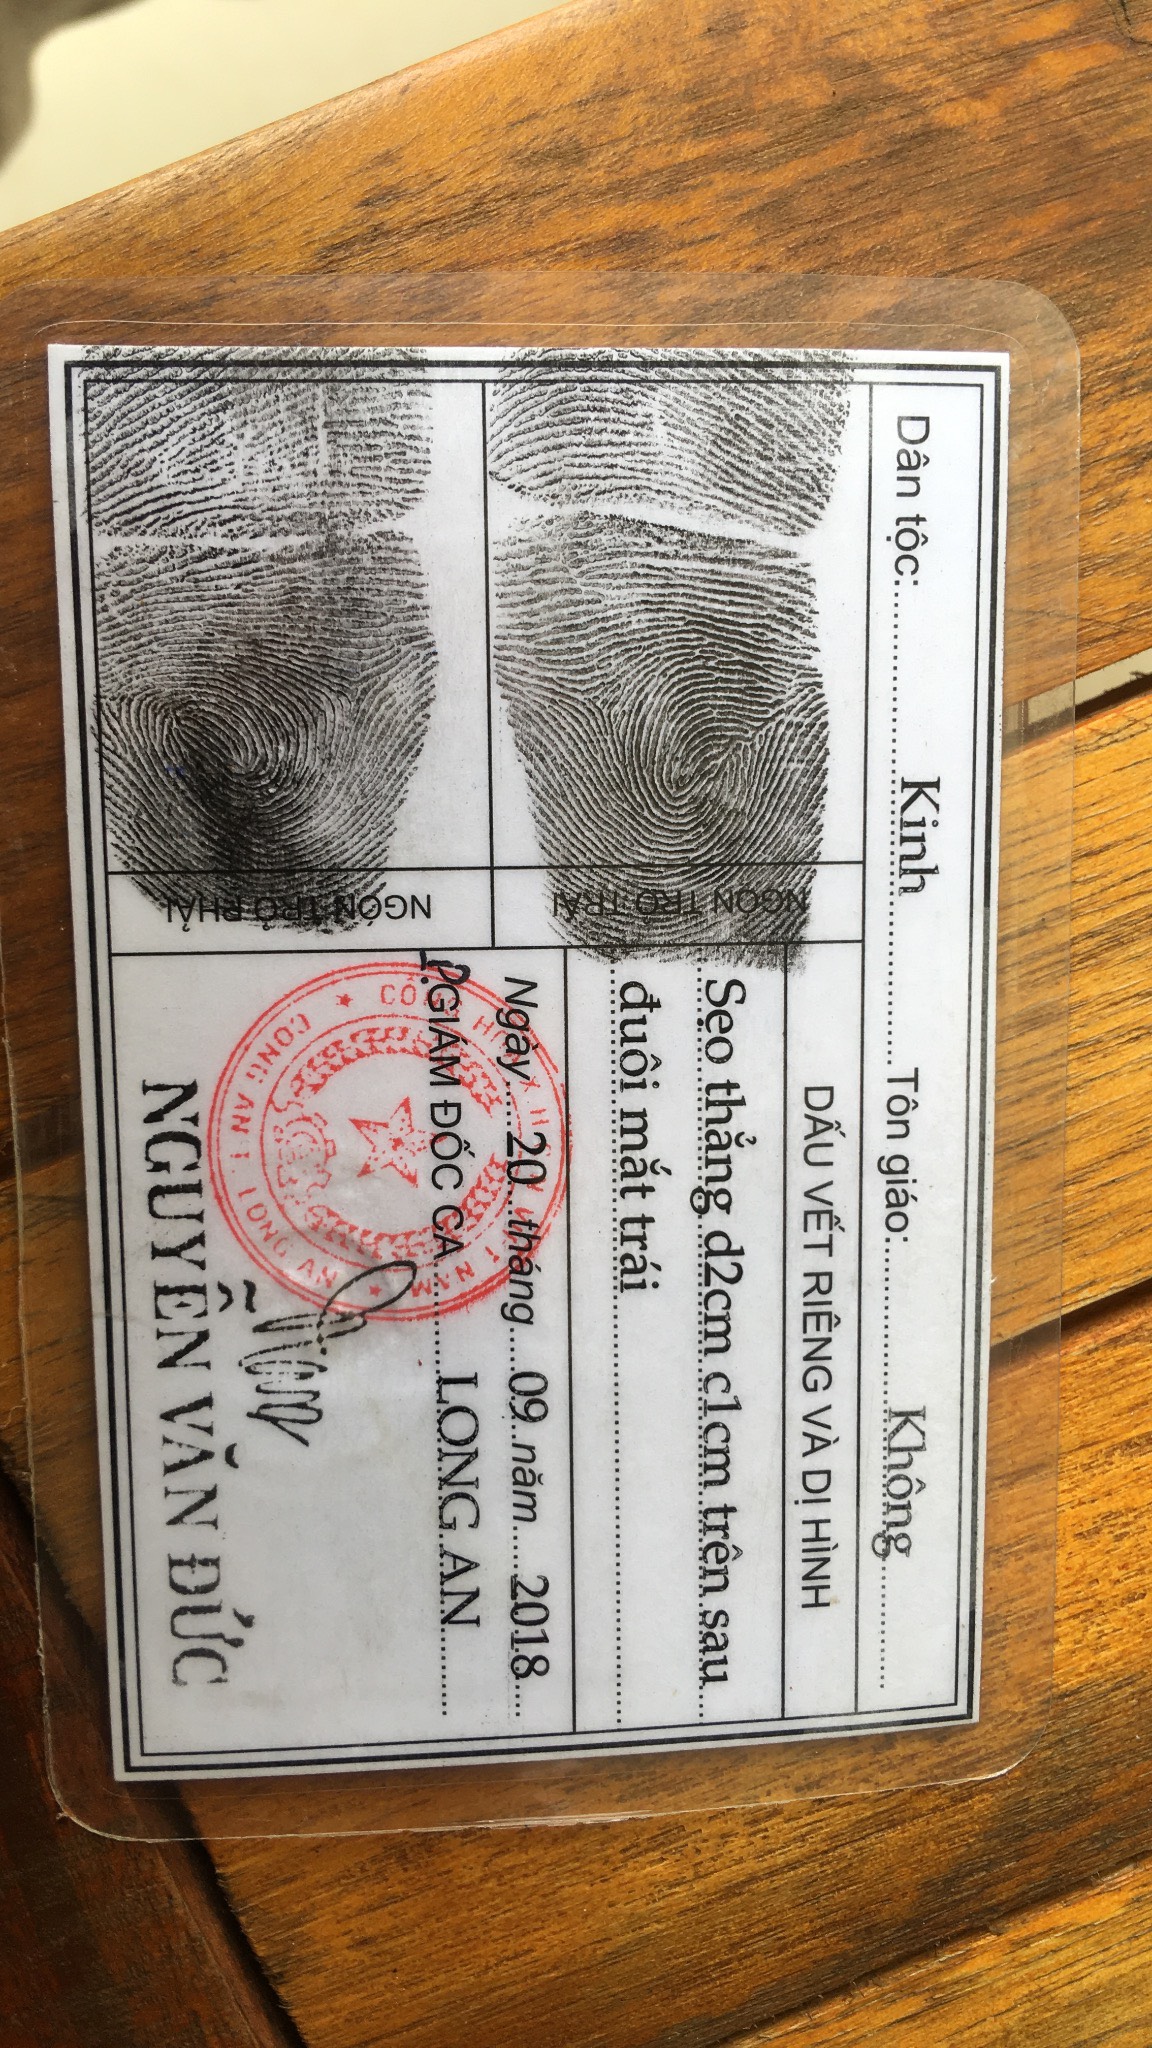 Dân tộc: Kinh Tôn giáo: Không
NGÓN TRỎ TRÁI
DẤU VẾT RIÊNG VÀ DỊ HÌNH
Seo thẳng d2cm c1cm trên sau
đuôi mắt trái
NGÓN TRỎ PHẢI
Ngày 20 tháng 09 năm 2018
P.GIÁM ĐỐC CA LONG AN
CÔNG AN T. LONG AN
NGUYỄN VĂN ĐỨC